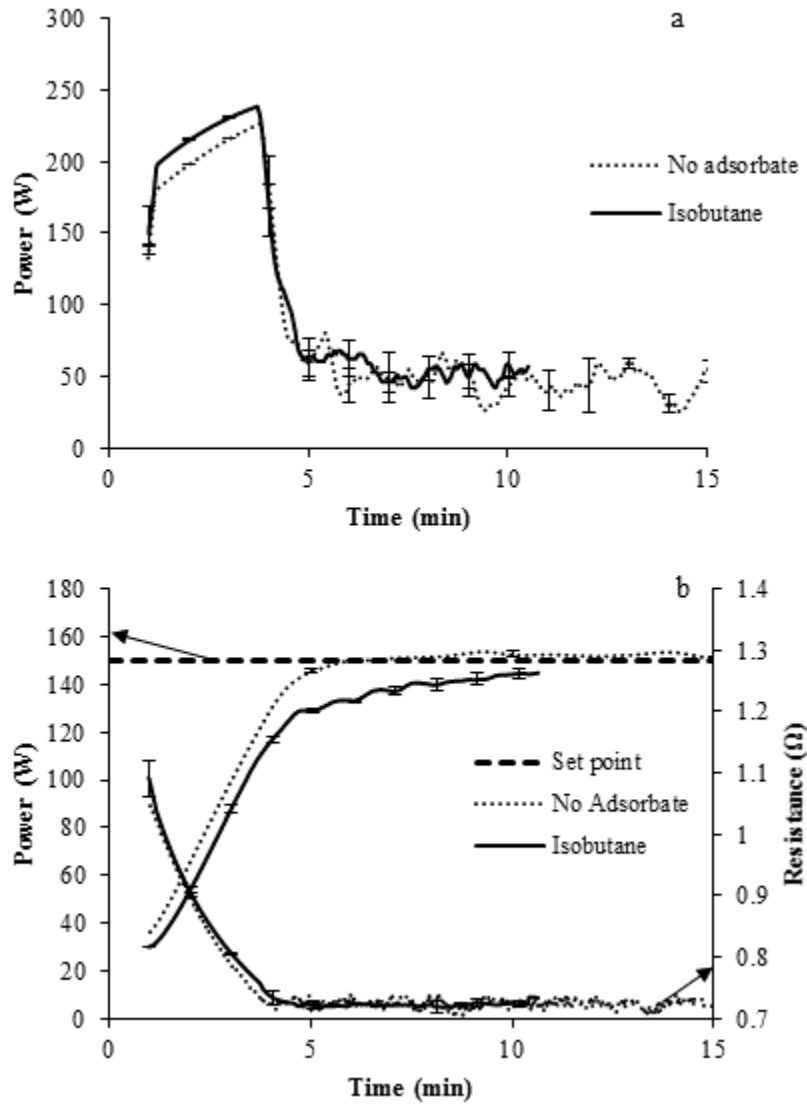 a
300
250
200
150
100
50
0
Power (W)
No adsorbate
Isobutane
0 5 10 15
Time (min)
b
180
160
140
120
100
80
60
40
20
0
Power (W)
Set point
No Adsorbate
Isobutane
1.4
1.3
1.2
1.1
1
0.9
0.8
0.7
Resistance (Ω)
0 5 10 15
Time (min)